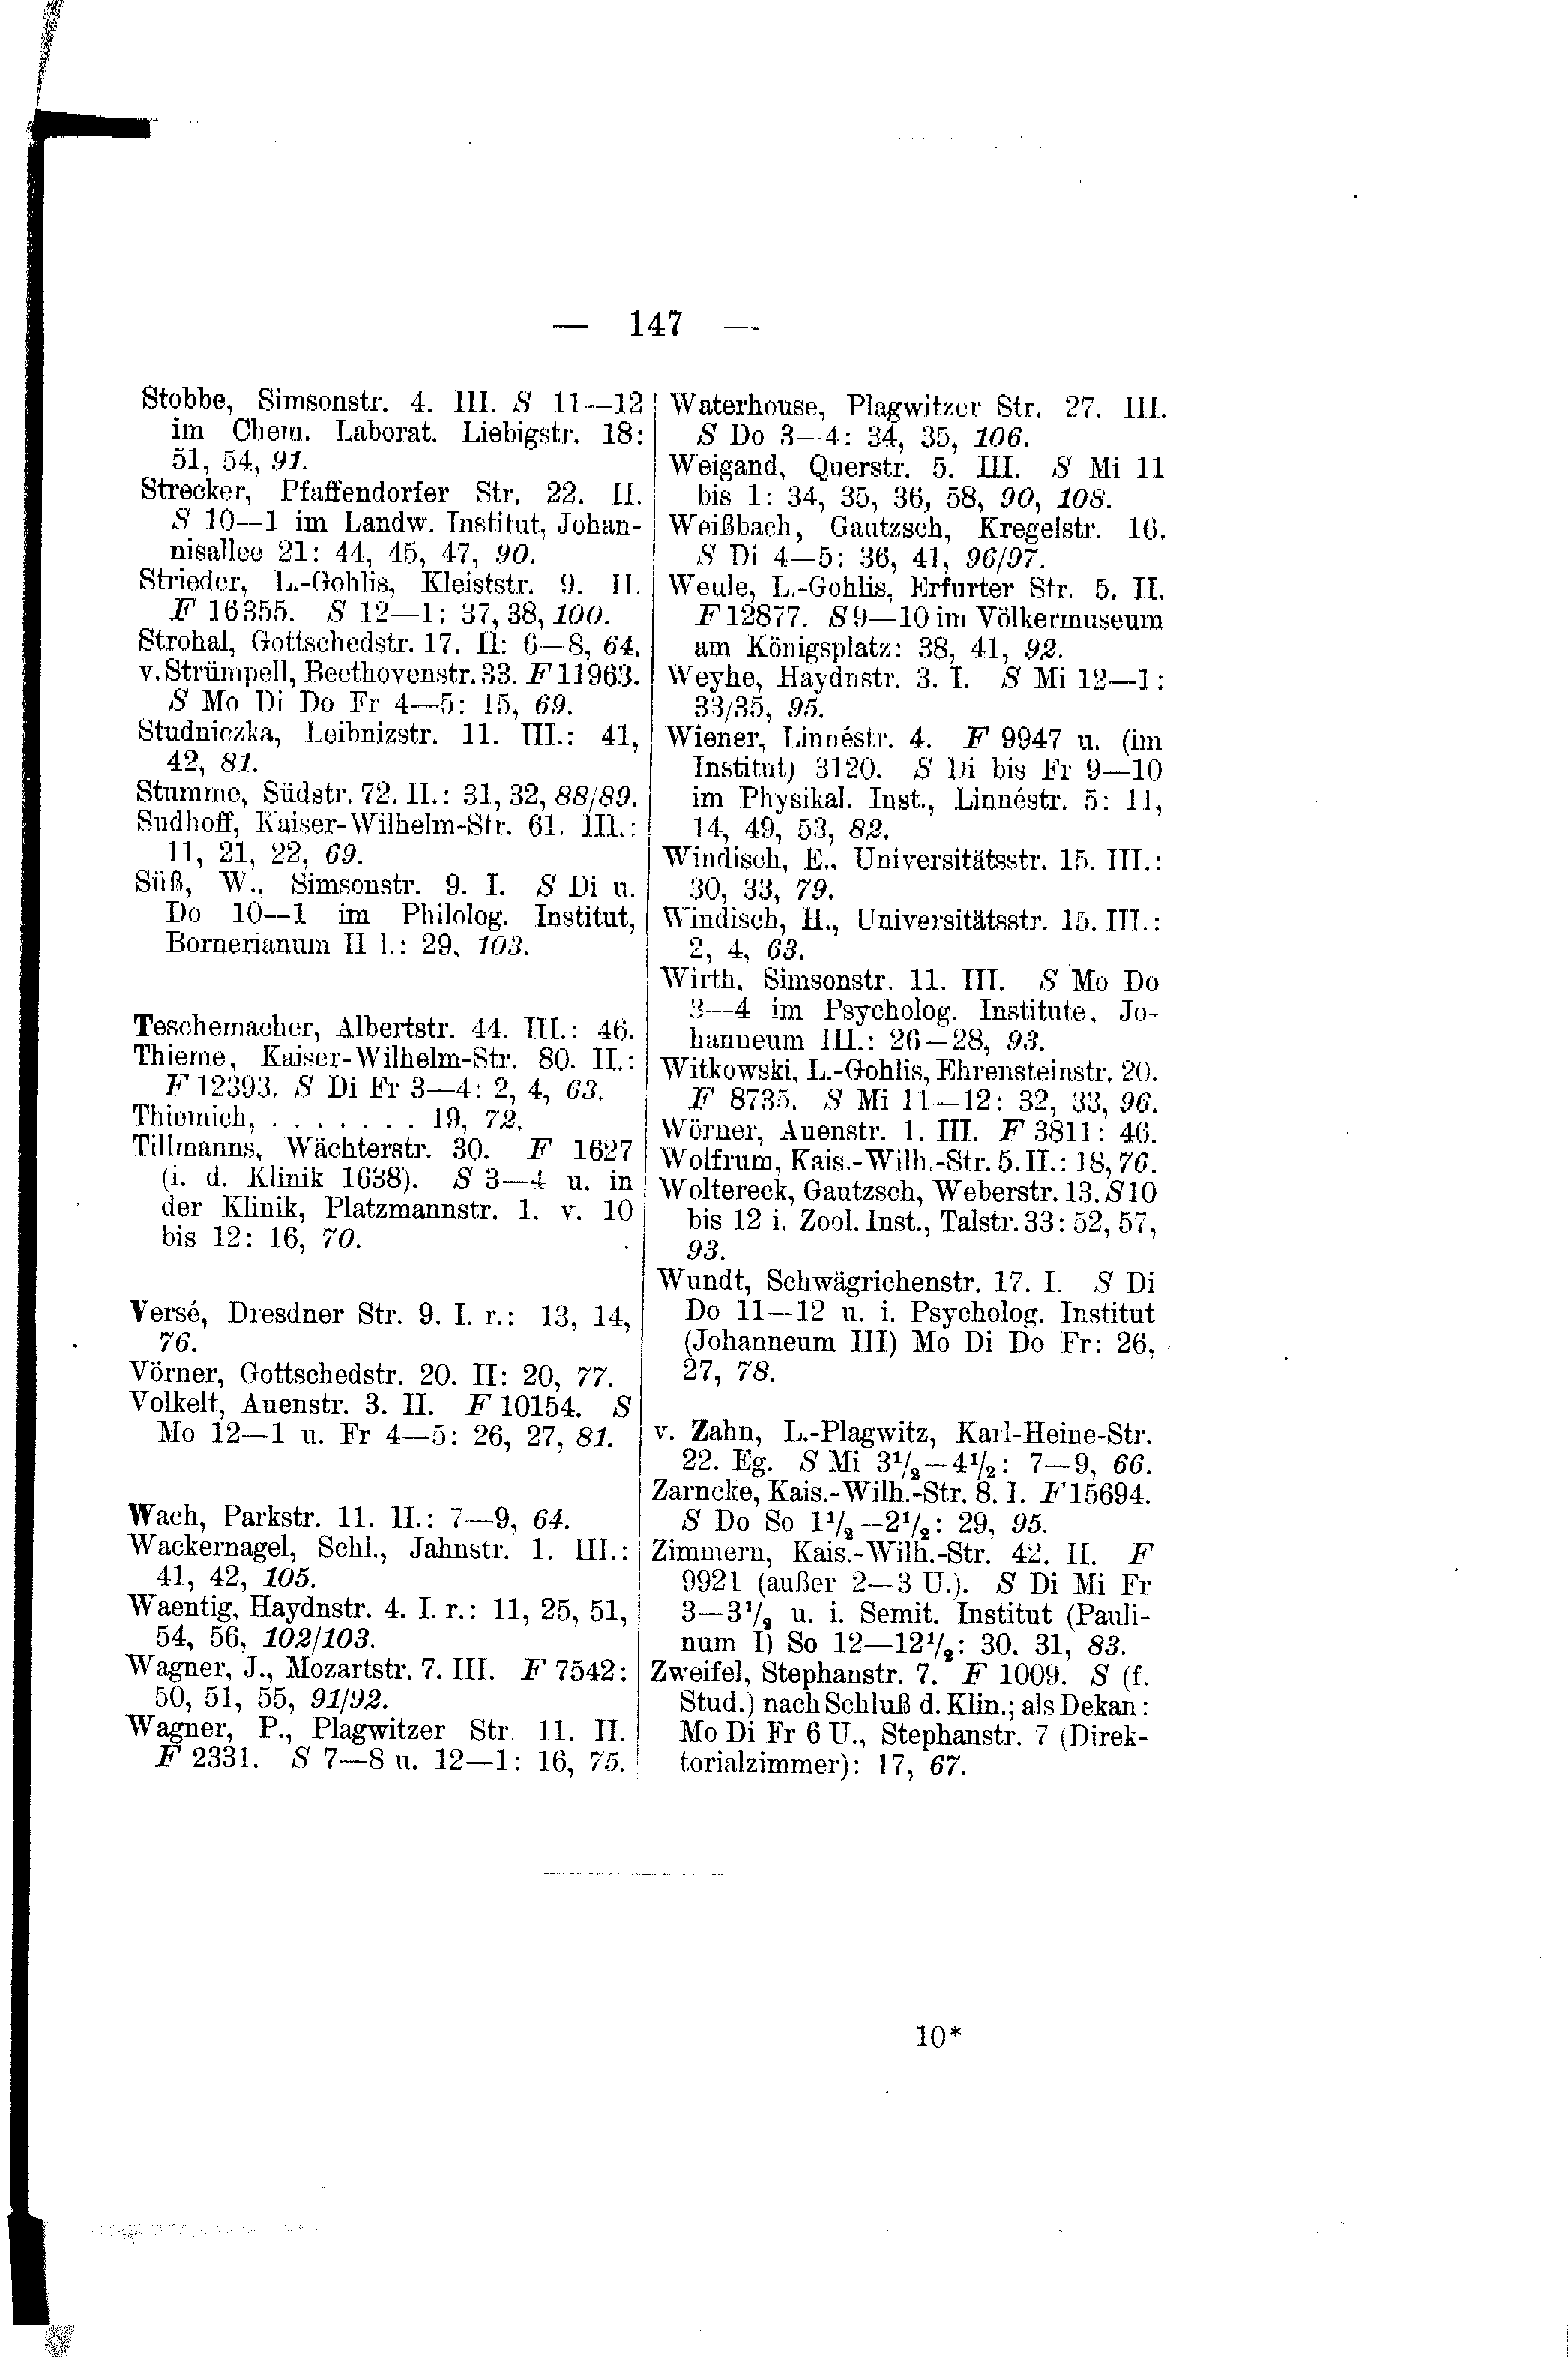 — 147 —
Stobbe, Simsonstr. 4. III. S 11—12
im Chem. Laborat. Liebigstr. 18:
51, 54, 91.
Strecker, Pfaffendorfer Str. 22. II.
S 10—1 im Landw. Institut, Johan-
nisallee 21: 44, 45, 47, 90.
Strieder, L.-Gohlis, Kleiststr. 9. II.
F 16355. S 12—1: 37, 38, 100.
Strohal, Gottschedstr. 17. II: 6—8, 64.
v. Strümpell, Beethovenstr. 33. F 11963.
S Mo Di Do Fr 4—5: 15, 69.
Studniczka, Leibnizstr. 11. III.: 41,
42, 81.
Stumme, Südstr. 72. II.: 31, 32, 88/89.
Sudhoff, Kaiser-Wilhelm-Str. 61. III.:
11, 21, 22, 69.
Süß, W., Simsonstr. 9. I. S Di u.
Do 10—1 im Philolog. Institut,
Bornerianum II l.: 29, 103.
Teschemacher, Albertstr. 44. III.: 46.
Thieme, Kaiser-Wilhelm-Str. 80. II.:
F 12393. S Di Fr 3—4: 2, 4, 63.
Thiemich, . . . . . . . 19, 72.
Tillmanns, Wächterstr. 30. F 1627
(i. d. Klinik 1638). S 3—4 u. in
der Klinik, Platzmannstr. 1. v. 10
bis 12: 16, 70.
Versé, Dresdner Str. 9. I. r.: 13, 14,
76.
Vörner, Gottschedstr. 20. II: 20, 77.
Volkelt, Auenstr. 3. II. F 10154. S
Mo 12—1 u. Fr 4—5: 26, 27, 81.
Wach, Parkstr. 11. II.: 7—9, 64.
Wackernagel, Schl., Jahnstr. 1. III.:
41, 42, 105.
Waentig, Haydnstr. 4. I. r.: 11, 25, 51,
54, 56, 102/103.
Wagner, J., Mozartstr. 7. III. F 7542:
50, 51, 55, 91/92.
Wagner, P., Plagwitzer Str. 11. II.
F 2331. S 7—8 u. 12—1: 16, 75.
Waterhouse, Plagwitzer Str. 27. III.
S Do 3—4: 34, 35, 106.
Weigand, Querstr. 5. III. S Mi 11
bis 1: 34, 35, 36, 58, 90, 108.
Weißbach, Gautzsch, Kregelstr. 16.
S Di 4—5: 36, 41, 96/97.
Weule, L.-Gohlis, Erfurter Str. 5. II.
F 12877. S 9—10 im Völkermuseum
am Königsplatz: 38, 41, 92.
Weyhe, Haydnstr. 3. I. S Mi 12—1:
33/35, 95.
Wiener, Linnéstr. 4. F 9947 u. (im
Institut) 3120. S Di bis Fr 9—10
im Physikal. Inst., Linnéstr. 5: 11,
14, 49, 53, 82.
Windisch, E., Universitätsstr. 15. III.:
30, 33, 79.
Windisch, H., Universitätsstr. 15. III.:
2, 4, 63.
Wirth, Simsonstr. 11. III. S Mo Do
3—4 im Psycholog. Institute, Jo-
hanneum III.: 26—28, 93.
Witkowski, L.-Gohlis, Ehrensteinstr. 20.
F 8735. S Mi 11—12: 32, 33, 96.
Wörner, Auenstr. 1. III. F 3811: 46.
Wolfrum, Kais.-Wilh.-Str. 5. II.: 18, 76.
Woltereck, Gautzsch, Weberstr. 13. S 10
bis 12 i. Zool. Inst., Talstr. 33: 52, 57,
93.
Wundt, Schwägrichenstr. 17. I. S Di
Do 11—12 u. i. Psycholog. Institut
(Johanneum III) Mo Di Do Fr: 26,
27, 78.
v. Zahn, L.-Plagwitz, Karl-Heine-Str.
22. Eg. S Mi 3½—4½: 7—9, 66.
Zarncke, Kais.-Wilh.-Str. 8. I. F 15694.
S Do So 1½—2½: 29, 95.
Zimmern, Kais.-Wilh.-Str. 42. II. F
9921 (außer 2—3 U.). S Di Mi Fr
3—3½ u. i. Semit. Institut (Pauli-
num I) So 12—12½: 30, 31, 83.
Zweifel, Stephanstr. 7. F 1009. S (f.
Stud.) nach Schluß d. Klin.; als Dekan:
Mo Di Fr 6 U., Stephanstr. 7 (Direk-
torialzimmer): 17, 67.
10*